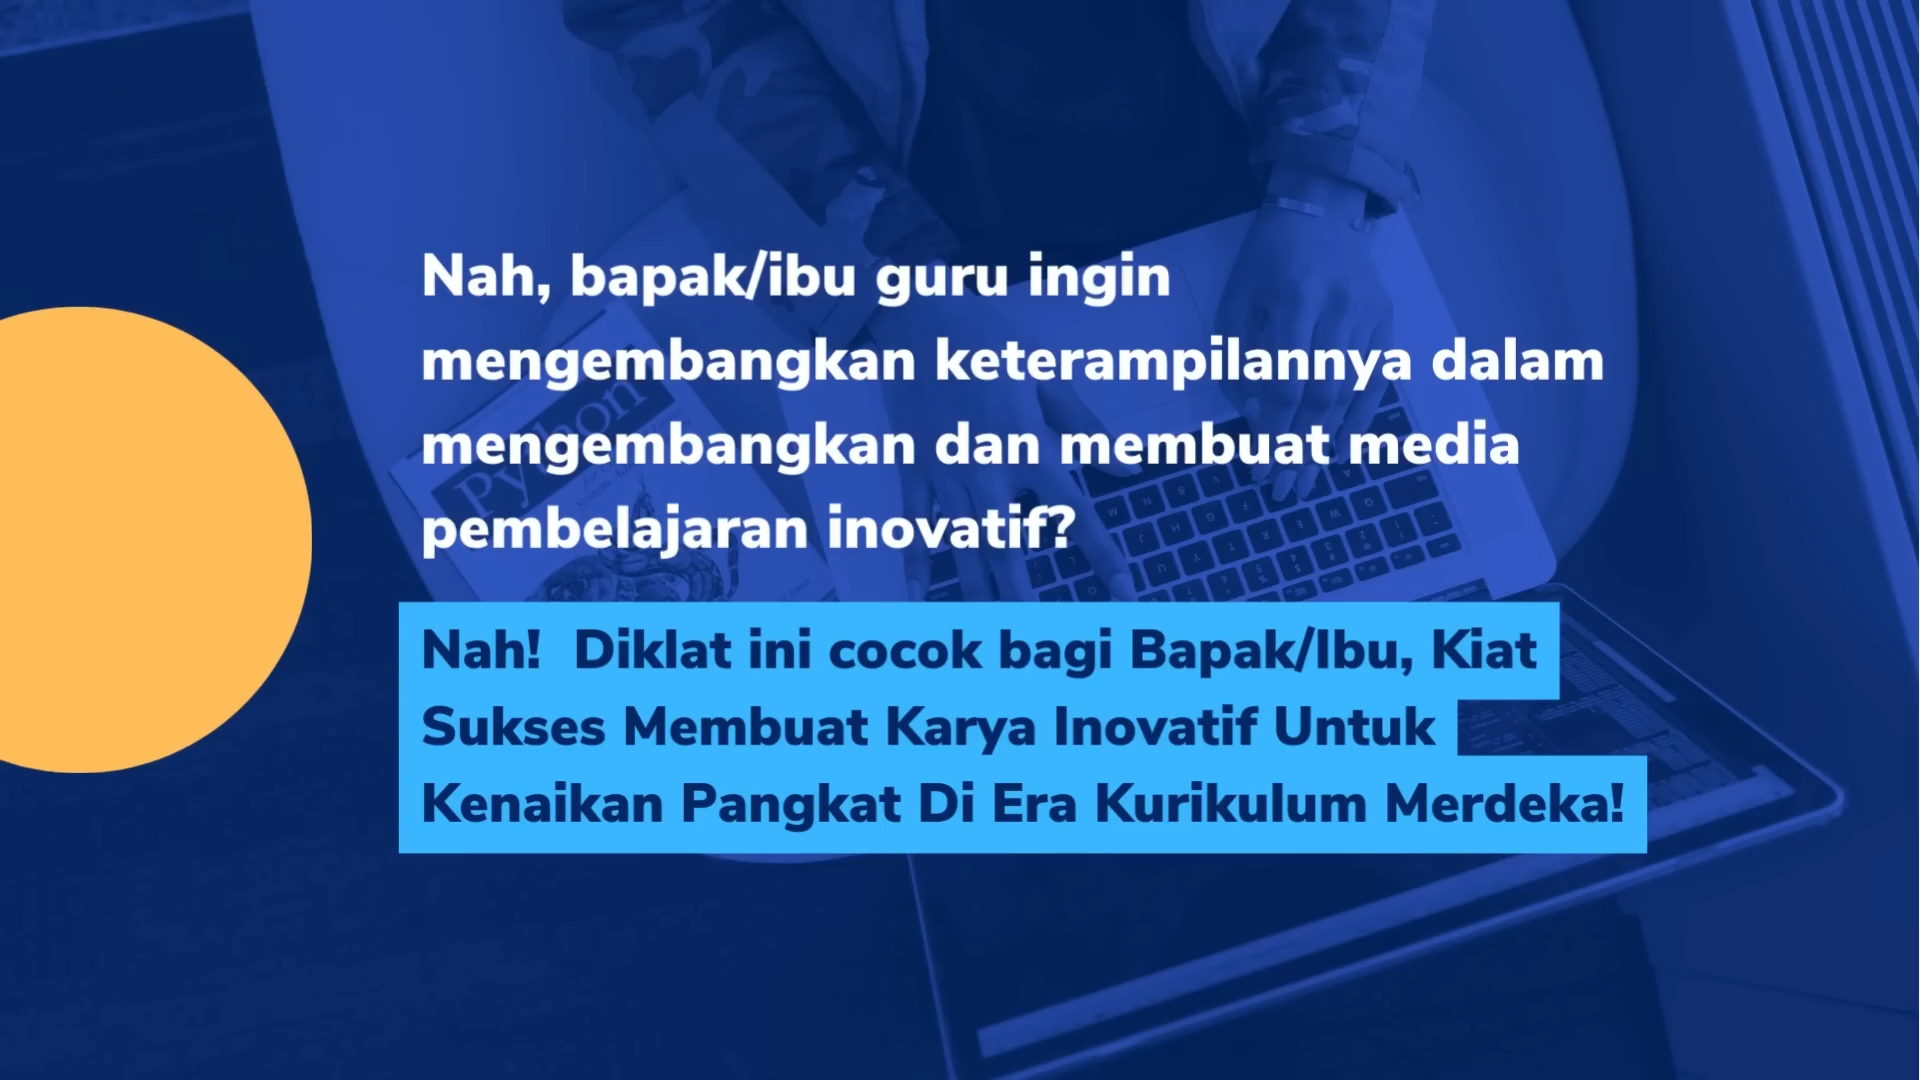 Nah, bapak/ibu guru ingin
mengembangkan keterampilannya dalam
mengembangkan dan membuat media
pembelajaran inovatif?
Nah!  Diklat ini cocok bagi Bapak/Ibu, Kiat
Sukses Membuat Karya Inovatif Untuk
Kenaikan Pangkat Di Era Kurikulum Merdeka!
Python